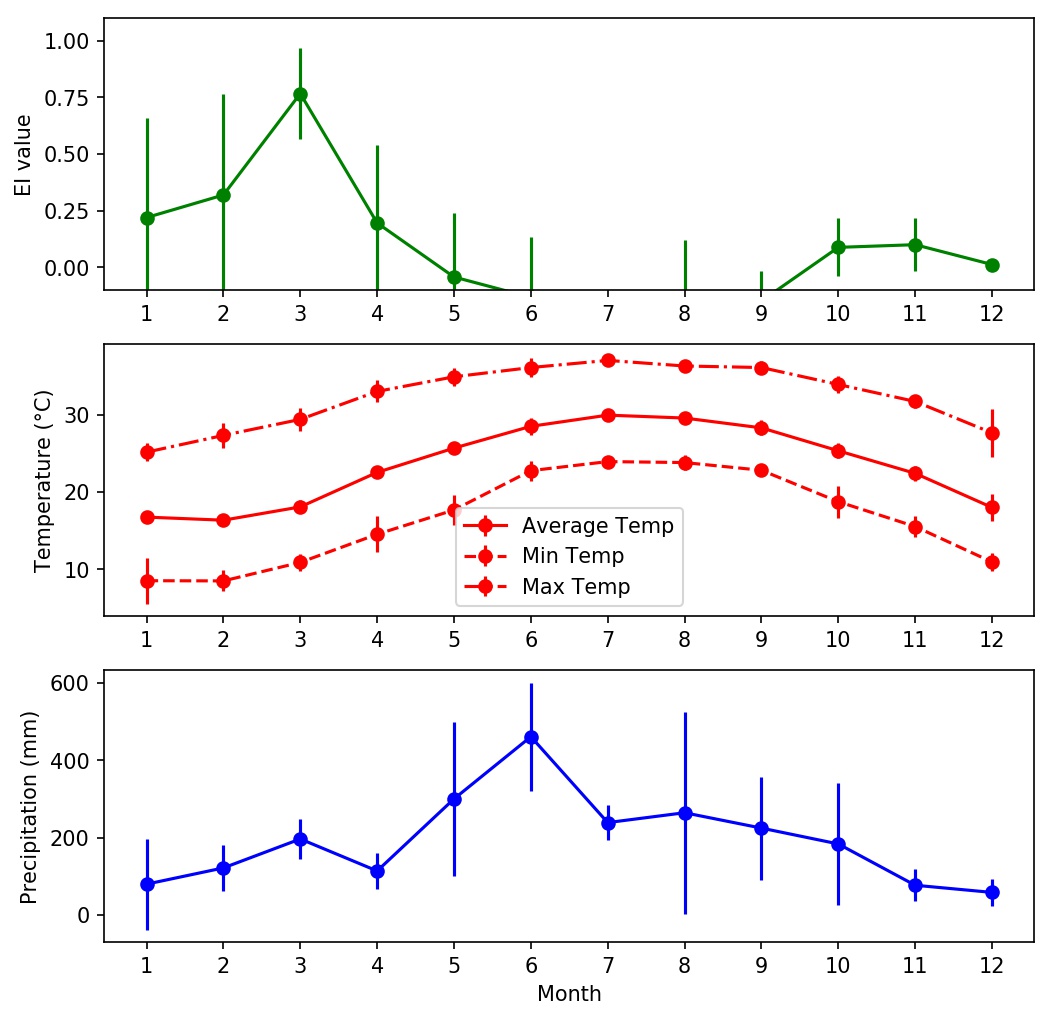 EI value
1.00
0.75
0.50
0.25
0.00
1 2 3 4 5 6 7 8 9 10 11 12
Temperature (°C)
30
20
10
Average Temp
Min Temp
Max Temp
1 2 3 4 5 6 7 8 9 10 11 12
Precipitation (mm)
600
400
200
0
1 2 3 4 5 6 7 8 9 10 11 12
Month